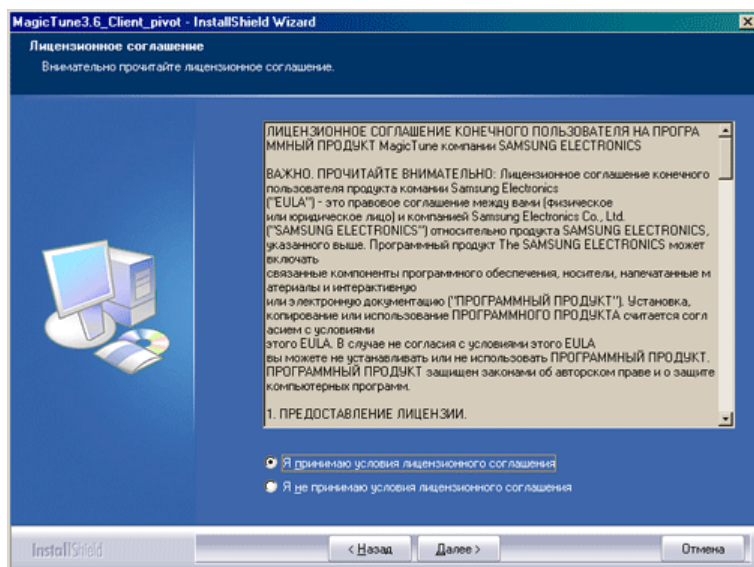 MagicTune3.6_Client_pivot - InstallShield Wizard
Лицензионное соглашение
Внимательно прочитайте лицензионное соглашение.
ЛИЦЕНЗИОННОЕ СОГЛАШЕНИЕ КОНЕЧНОГО ПОЛЬЗОВАТЕЛЯ НА ПРОГРА
ММНЫЙ ПРОДУКТ MagicTune компании SAMSUNG ELECTRONICS
ВАЖНО. ПРОЧИТАЙТЕ ВНИМАТЕЛЬНО: Лицензионное соглашение конечного
пользователя продукта комании Samsung Electronics
("EULA") - это правовое соглашение между вами (физическое
или юридическое лицо) и компанией Samsung Electronics Co., Ltd.
("SAMSUNG ELECTRONICS") относительно продукта SAMSUNG ELECTRONICS,
указанного выше. Программный продукт The SAMSUNG ELECTRONICS может
включать
связанные компоненты программного обеспечения, носители, напечатанные м
атериалы и интерактивную
или электронную документацию ("ПРОГРАММНЫЙ ПРОДУКТ"). Установка,
копирование или использование ПРОГРАММНОГО ПРОДУКТА считается согл
асием с условиями
этого EULA. В случае не согласия с условиями этого EULA
вы можете не устанавливать или не использовать ПРОГРАММНЫЙ ПРОДУКТ.
ПРОГРАММНЫЙ ПРОДУКТ защищен законами об авторском праве и о защите
компьютерных программ.
1. ПРЕДОСТАВЛЕНИЕ ЛИЦЕНЗИИ.
Я принимаю условия лицензионного соглашения
Я не принимаю условия лицензионного соглашения
InstallShield
< Назад
Далее >
Отмена